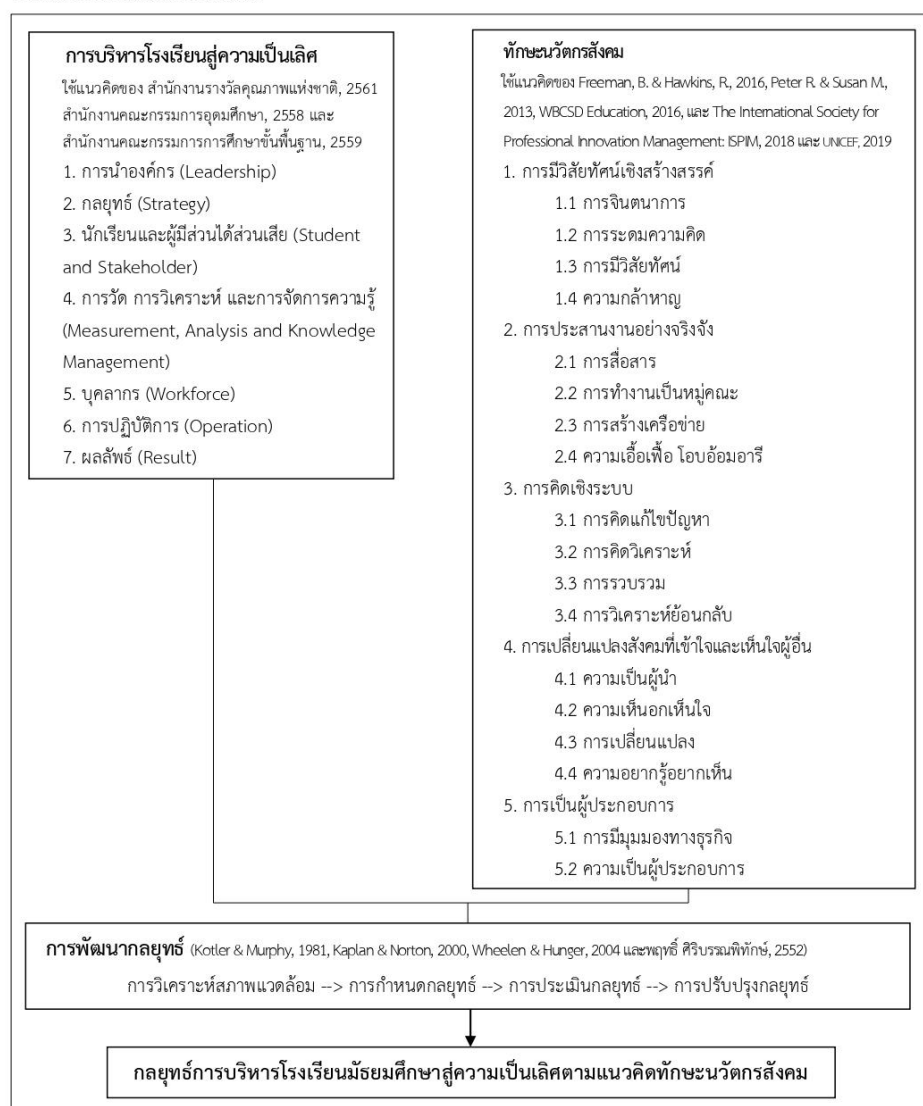 การบริหารโรงเรียนสู่ความเป็นเลิศ
ใช้แนวคิดของ สำนักงานรางวัลคุณภาพแห่งชาติ, 2561
สำนักงานคณะกรรมการอุดมศึกษา, 2558 และ
สำนักงานคณะกรรมการการศึกษาขั้นพื้นฐาน, 2559
1. การนำองค์กร (Leadership)
2. กลยุทธ์ (Strategy)
3. นักเรียนและผู้มีส่วนได้ส่วนเสีย (Student
and Stakeholder)
4. การวัด การวิเคราะห์ และการจัดการความรู้
(Measurement, Analysis and Knowledge
Management)
5. บุคลากร (Workforce)
6. การปฏิบัติการ (Operation)
7. ผลลัพธ์ (Result)
ทักษะนวัตกรสังคม
ใช้แนวคิดของ Freeman, B. & Hawkins, R., 2016, Peter R. & Susan M.,
2013, WBCSD Education, 2016, และ The International Society for
Professional Innovation Management: ISPIM, 2018 และ UNICEF, 2019
1. การมีวิสัยทัศน์เชิงสร้างสรรค์
1.1 การจินตนาการ
1.2 การระดมความคิด
1.3 การมีวิสัยทัศน์
1.4 ความกล้าหาญ
2. การประสานงานอย่างจริงจัง
2.1 การสื่อสาร
2.2 การทำงานเป็นหมู่คณะ
2.3 การสร้างเครือข่าย
2.4 ความเอื้อเฟื้อ โอบอ้อมอารี
3. การคิดเชิงระบบ
3.1 การคิดแก้ไขปัญหา
3.2 การคิดวิเคราะห์
3.3 การรวบรวม
3.4 การวิเคราะห์ย้อนกลับ
4. การเปลี่ยนแปลงสังคมที่เข้าใจและเห็นใจผู้อื่น
4.1 ความเป็นผู้นำ
4.2 ความเห็นอกเห็นใจ
4.3 การเปลี่ยนแปลง
4.4 ความอยากรู้อยากเห็น
5. การเป็นผู้ประกอบการ
5.1 การมีมุมมองทางธุรกิจ
5.2 ความเป็นผู้ประกอบการ
การพัฒนากลยุทธ์ (Kotler & Murphy, 1981, Kaplan & Norton, 2000, Wheelen & Hunger, 2004 และพฤทธิ์ ศิริบรรณพิทักษ์, 2552)
การวิเคราะห์สภาพแวดล้อม --> การกำหนดกลยุทธ์ --> การประเมินกลยุทธ์ --> การปรับปรุงกลยุทธ์
กลยุทธ์การบริหารโรงเรียนมัธยมศึกษาสู่ความเป็นเลิศตามแนวคิดทักษะนวัตกรสังคม